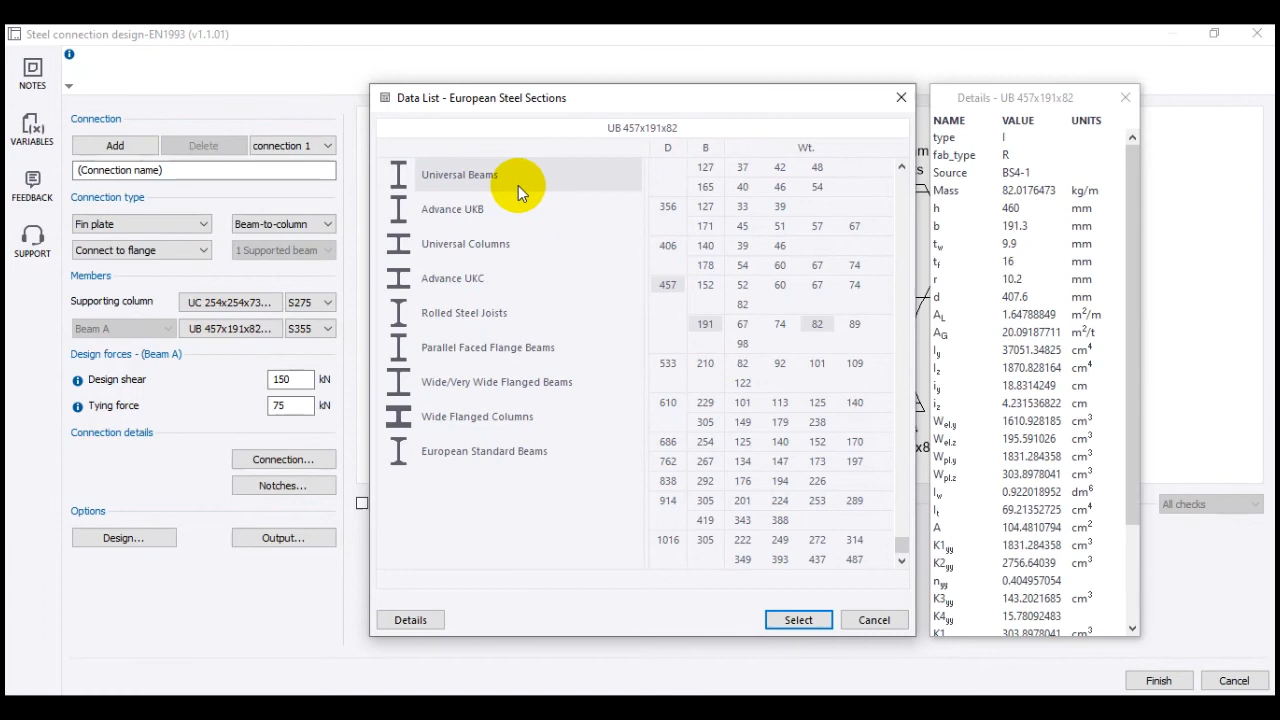 Steel connection design-EN1993 (v1.1.01)
NOTES
VARIABLES
FEEDBACK
SUPPORT
Connection
Add
Delete
connection 1
(Connection name)
Connection type
Fin plate
Beam-to-column
Connect to flange
1 Supported beam
Members
Supporting column
UC 254x254x73...
S275
Beam A
UB 457x191x82...
S355
Design forces - (Beam A)
Design shear
150
kN
Tying force
75
kN
Connection details
Connection...
Notches...
Options
Design...
Output...
Data List - European Steel Sections
UB 457x191x82
Universal Beams
Advance UKB
Universal Columns
Advance UKC
Rolled Steel Joists
Parallel Faced Flange Beams
Wide/Very Wide Flanged Beams
Wide Flanged Columns
European Standard Beams
D B Wt.
127 37 42 48
165 40 46 54
356 127 33 39
171 45 51 57 67
406 140 39 46
178 54 60 67 74
457 152 52 60 67 74
82
191 67 74 82 89
98
533 210 82 92 101 109
122
610 229 101 113 125 140
305 149 179 238
686 254 125 140 152 170
762 267 134 147 173 197
838 292 176 194 226
914 305 201 224 253 289
419 343 388
1016 305 222 249 272 314
349 393 437 487
Details
Select
Cancel
Details - UB 457x191x82
NAME VALUE UNITS
type I
fab_type R
Source BS4-1
Mass 82.0176473 kg/m
h 460 mm
b 191.3 mm
tw 9.9 mm
tf 16 mm
r 10.2 mm
d 407.6 mm
AL 1.64788849 m²/m
AG 20.09187711 m²/t
Iy 37051.34825 cm⁴
Iz 1870.828164 cm⁴
iy 18.8314249 cm
iz 4.231536822 cm
Wel.y 1610.928185 cm³
Wel.z 195.591026 cm³
Wpl.y 1831.284358 cm³
Wpl.z 303.8978041 cm³
Iw 0.922018952 dm⁶
It 69.21352725 cm⁴
A 104.4810794 cm²
K1yy 1831.284358 cm³
K2yy 2756.64039 cm³
nyy 0.404957054
K3yy 143.2021685 cm³
K4yy 15.78092483
K1 303.8978041 cm³
All checks
Finish
Cancel